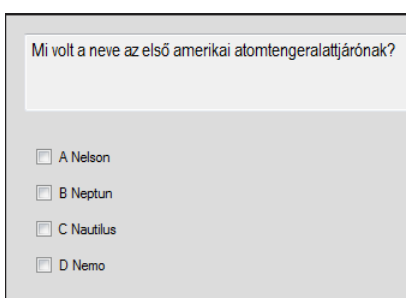 Mi volt a neve az első amerikai atomtengeralattjárónak?
A Nelson
B Neptun
C Nautilus
D Nemo